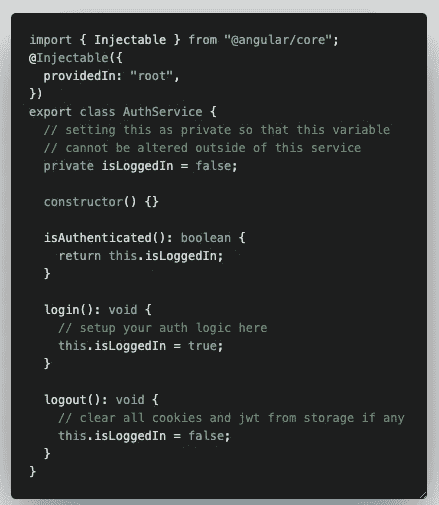 import { Injectable } from "@angular/core";
@Injectable({
  providedIn: "root",
})
export class AuthService {
  // setting this as private so that this variable
  // cannot be altered outside of this service
  private isLoggedIn = false;

  constructor() {}

  isAuthenticated(): boolean {
    return this.isLoggedIn;
  }

  login(): void {
    // setup your auth logic here
    this.isLoggedIn = true;
  }

  logout(): void {
    // clear all cookies and jwt from storage if any
    this.isLoggedIn = false;
  }
}